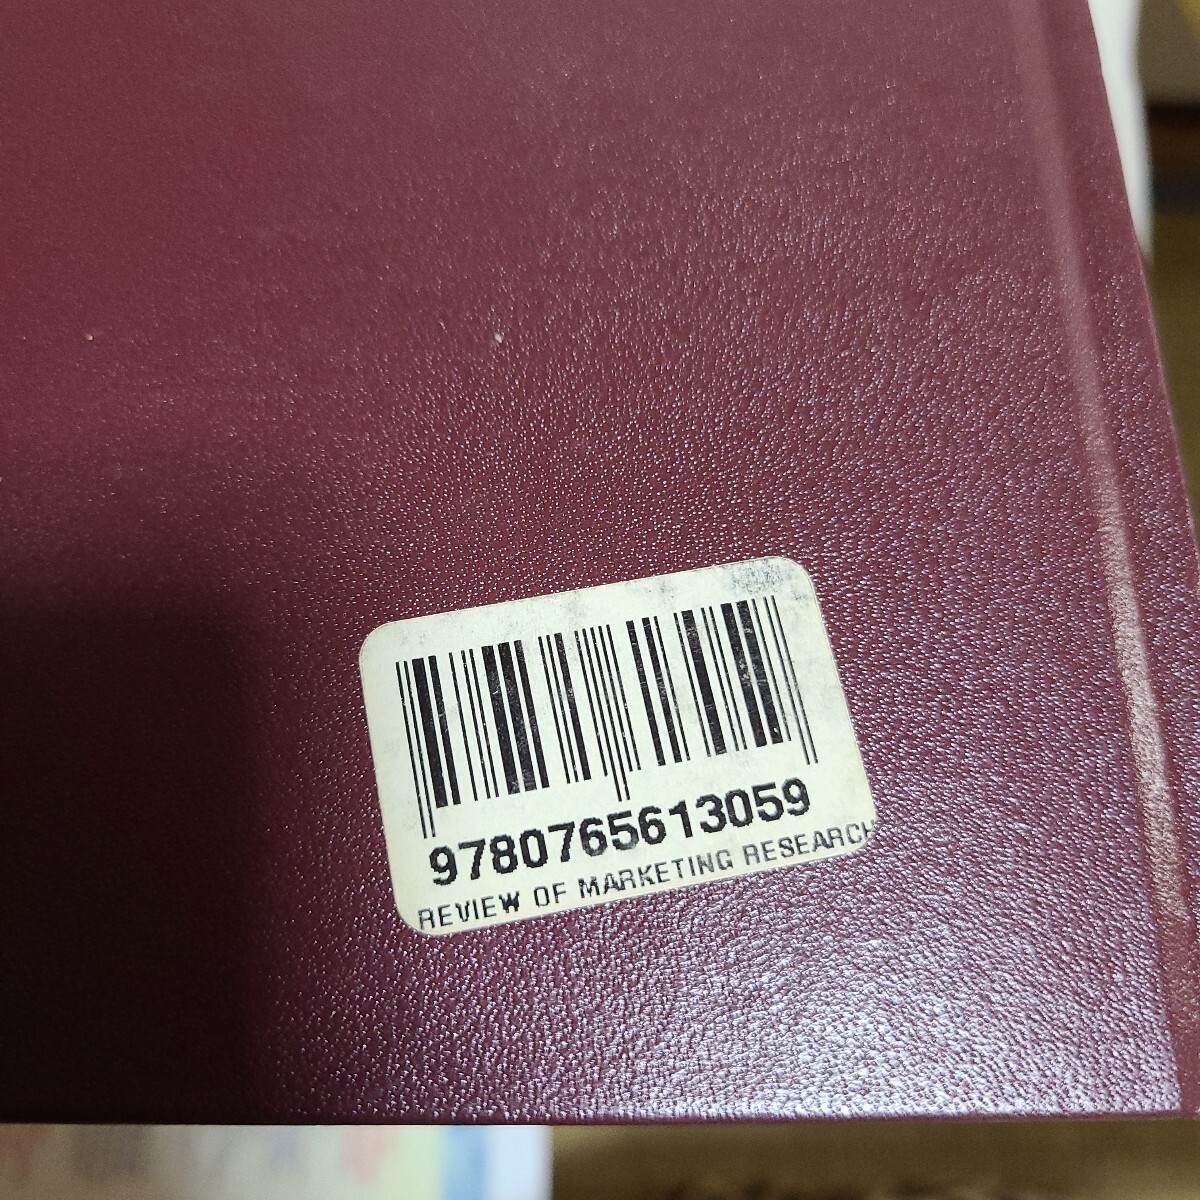 9780765613059
REVIEW OF MARKETING RESEARCH